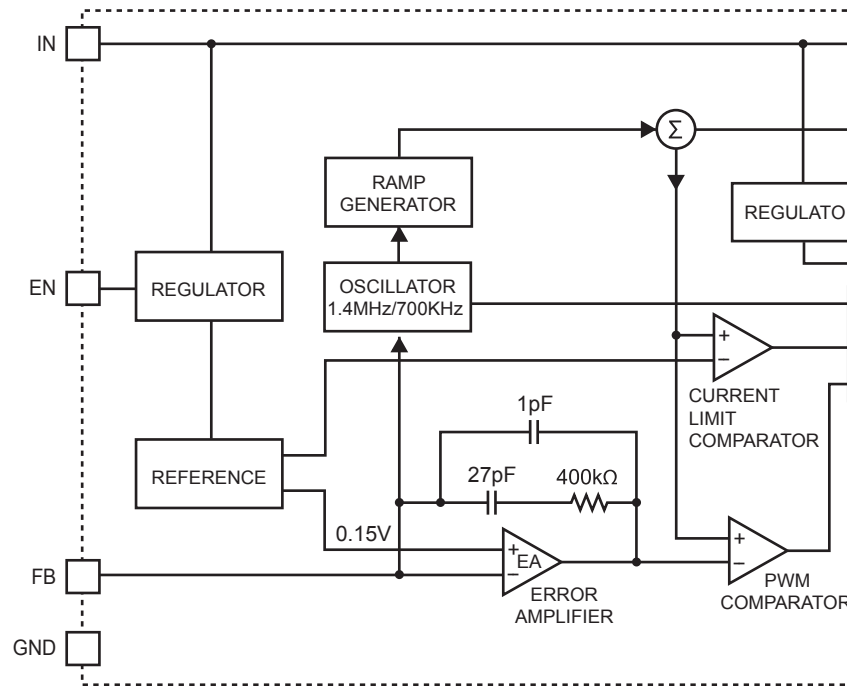 IN
Σ
RAMP
GENERATOR
REGULATO
EN
REGULATOR
OSCILLATOR
1.4MHz/700KHz
+
−
CURRENT
LIMIT
COMPARATOR
1pF
REFERENCE
27pF
400kΩ
0.15V
+
EA
−
+
−
FB
ERROR
AMPLIFIER
PWM
COMPARATOR
GND